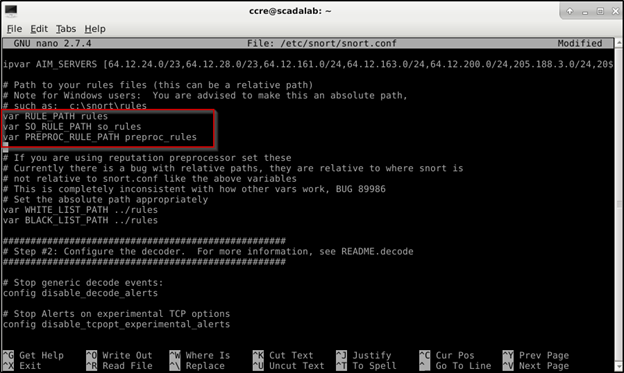 ccre@scadalab: ~
File Edit Tabs Help
GNU nano 2.7.4 File: /etc/snort/snort.conf Modified
ipvar AIM_SERVERS [64.12.24.0/23,64.12.28.0/23,64.12.161.0/24,64.12.163.0/24,64.12.200.0/24,205.188.3.0/24,20$
# Path to your rules files (this can be a relative path)
# Note for Windows users: You are advised to make this an absolute path,
# such as: c:\snort\rules
var RULE_PATH rules
var SO_RULE_PATH so_rules
var PREPROC_RULE_PATH preproc_rules
# If you are using reputation preprocessor set these
# Currently there is a bug with relative paths, they are relative to where snort is
# not relative to snort.conf like the above variables
# This is completely inconsistent with how other vars work, BUG 89986
# Set the absolute path appropriately
var WHITE_LIST_PATH ../rules
var BLACK_LIST_PATH ../rules
###################################################
# Step #2: Configure the decoder. For more information, see README.decode
###################################################
# Stop generic decode events:
config disable_decode_alerts
# Stop Alerts on experimental TCP options
config disable_tcpopt_experimental_alerts
^G Get Help ^O Write Out ^W Where Is ^K Cut Text ^J Justify ^C Cur Pos ^Y Prev Page
^X Exit ^R Read File ^\ Replace ^U Uncut Text ^T To Spell ^_ Go To Line ^V Next Page